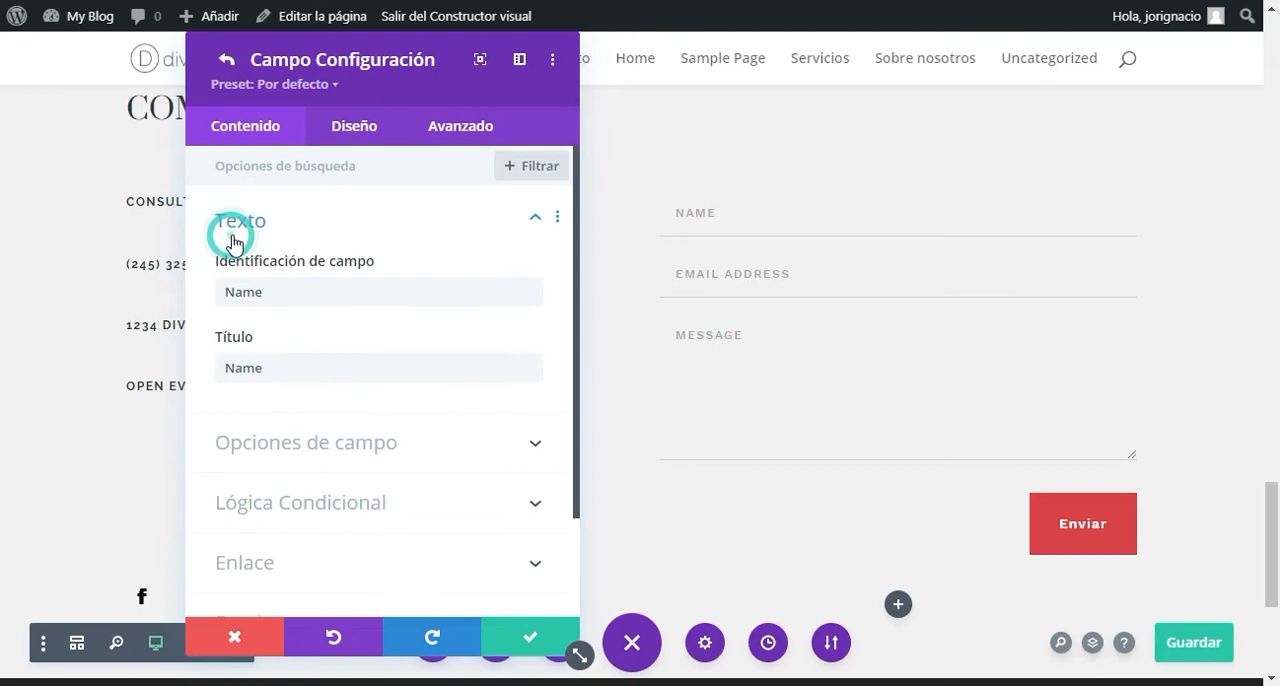 My Blog
0
Añadir
Editar la página
Salir del Constructor visual
Hola, jorignacio
D div
Home
Sample Page
Servicios
Sobre nosotros
Uncategorized
Campo Configuración
Preset: Por defecto
Contenido
Diseño
Avanzado
Opciones de búsqueda
+ Filtrar
Texto
Identificación de campo
Name
Título
Name
Opciones de campo
Lógica Condicional
Enlace
CONSUL
(245) 325
1234 DIV
OPEN EV
NAME
EMAIL ADDRESS
MESSAGE
Enviar
Guardar